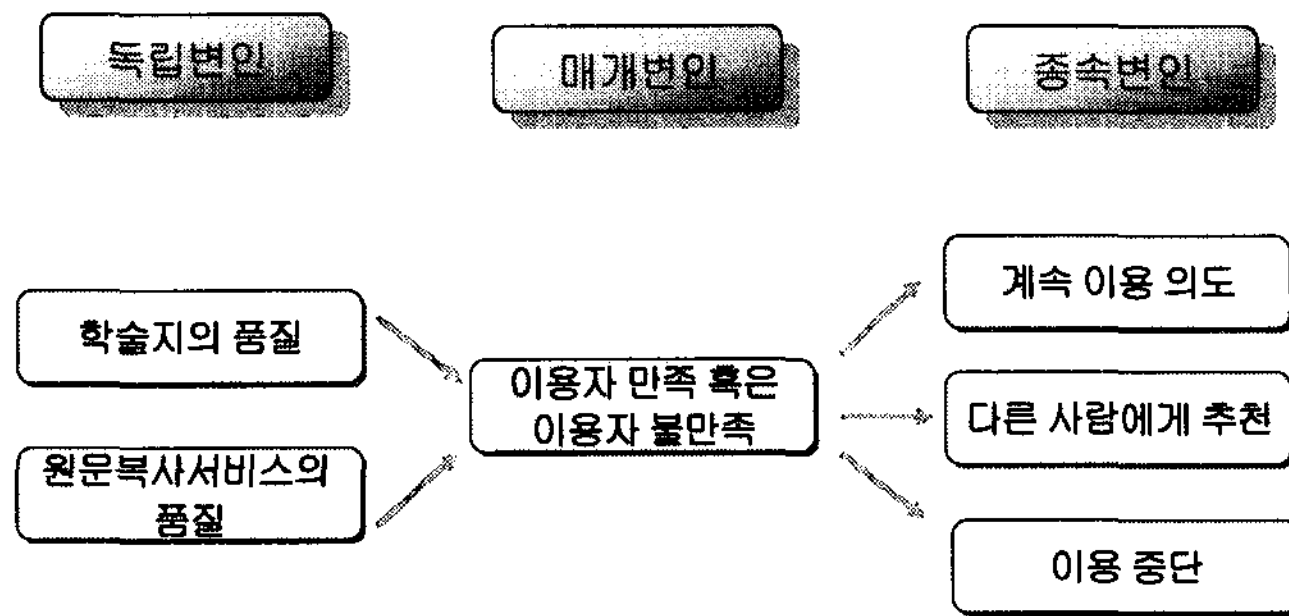 독립변인
매개변인
종속변인
학술지의 품질
원문복사서비스의
품질
이용자 만족 혹은
이용자 불만족
계속 이용 의도
다른 사람에게 추천
이용 중단